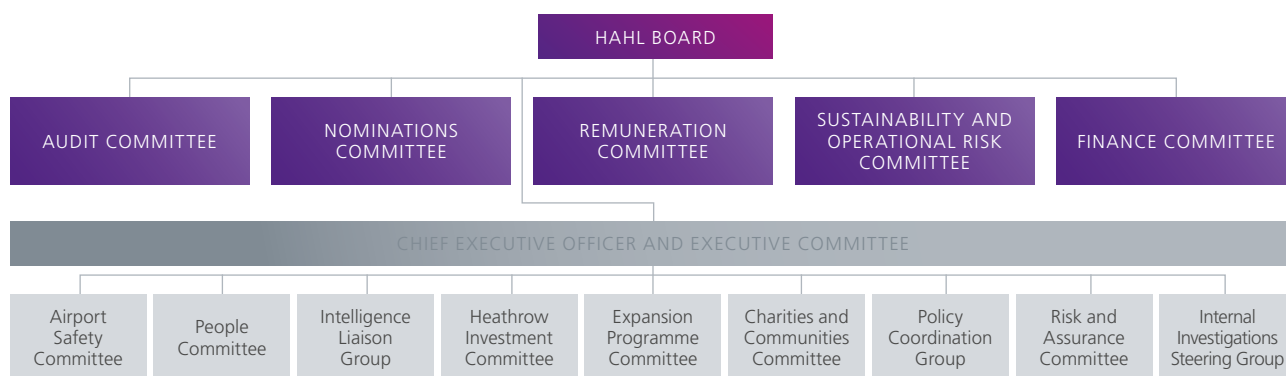 HAHL BOARD
AUDIT COMMITTEE
NOMINATIONS
COMMITTEE
REMUNERATION
COMMITTEE
SUSTAINABILITY AND
OPERATIONAL RISK
COMMITTEE
FINANCE COMMITTEE
CHIEF EXECUTIVE OFFICER AND EXECUTIVE COMMITTEE
Airport
Safety
Committee
People
Committee
Intelligence
Liaison
Group
Heathrow
Investment
Committee
Expansion
Programme
Committee
Charities and
Communities
Committee
Policy
Coordination
Group
Risk and
Assurance
Committee
Internal
Investigations
Steering Group